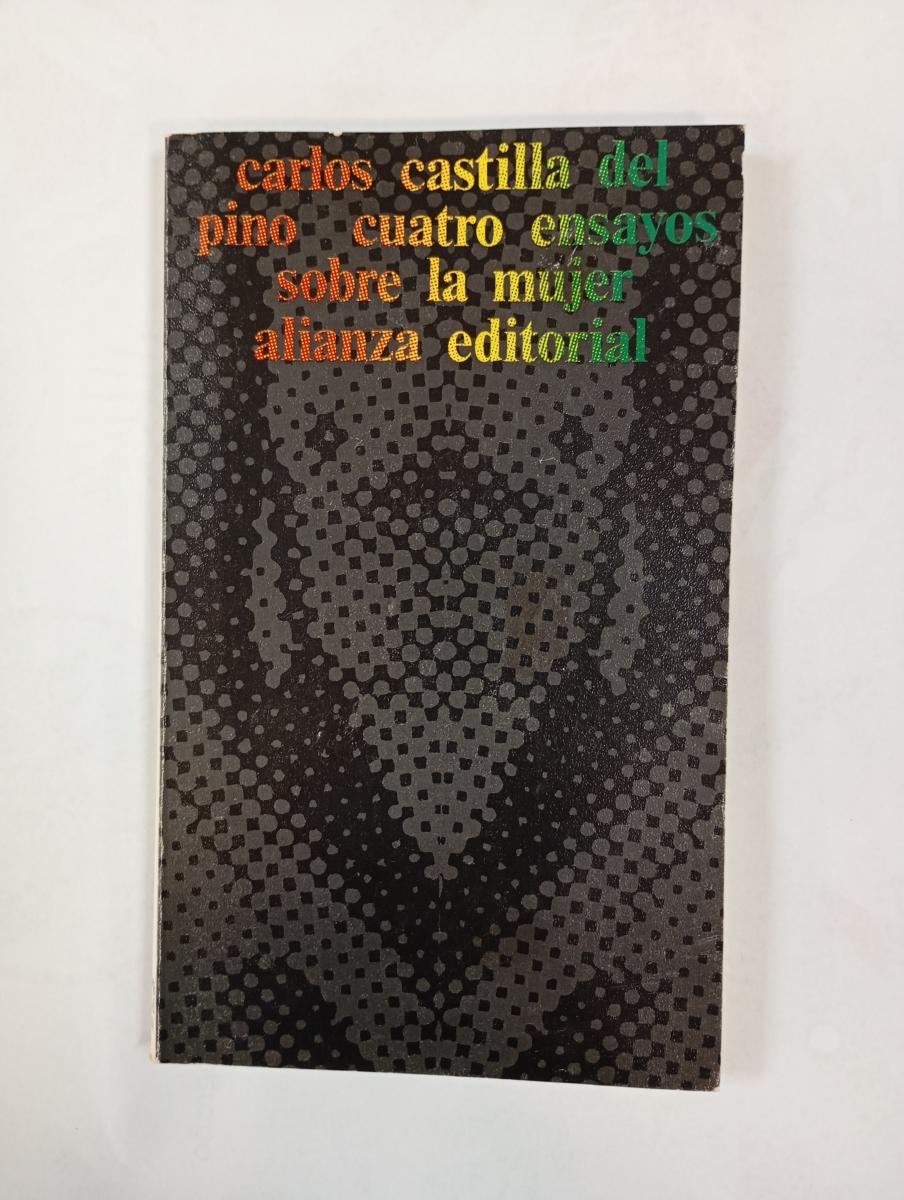 carlos castilla del
pino cuatro ensayos
sobre la mujer
alianza editorial